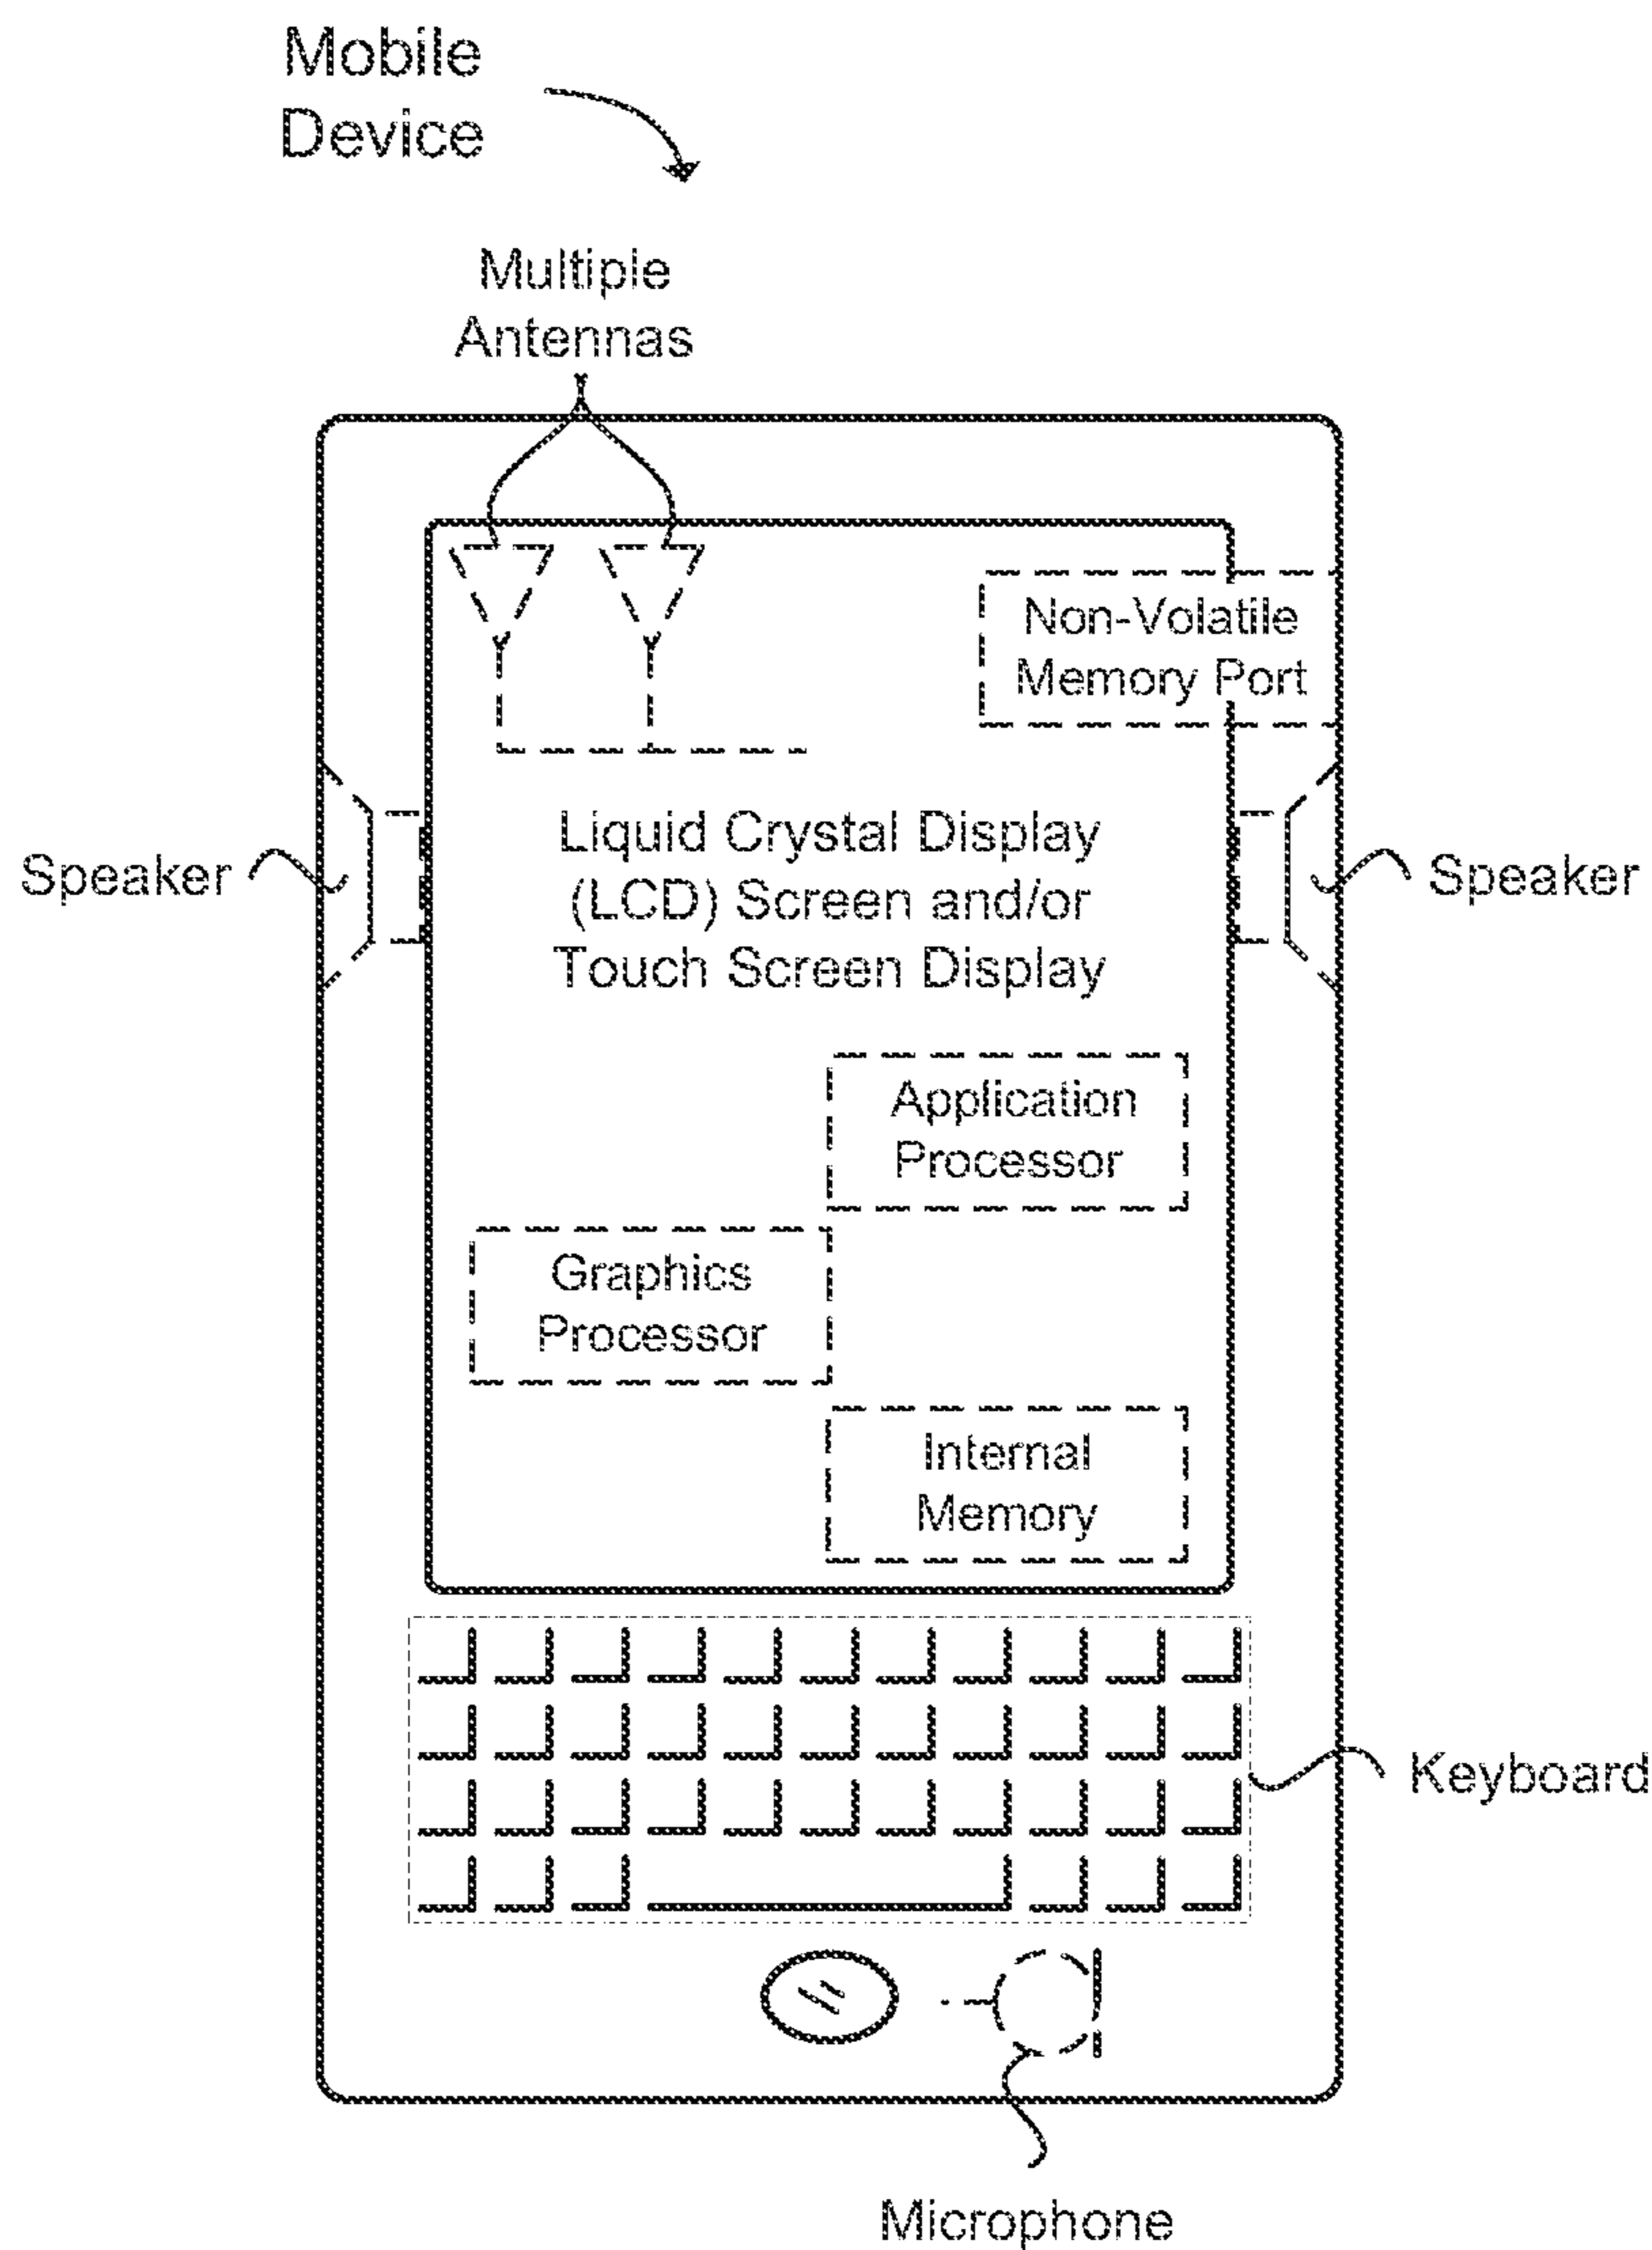 Mobile
Device
Multiple
Antennas
Non-Volatile
Memory Port
Liquid Crystal Display
(LCD) Screen and/or
Touch Screen Display
Speaker
Speaker
Application
Processor
Graphics
Processor
Internal
Memory
Keyboard
Microphone